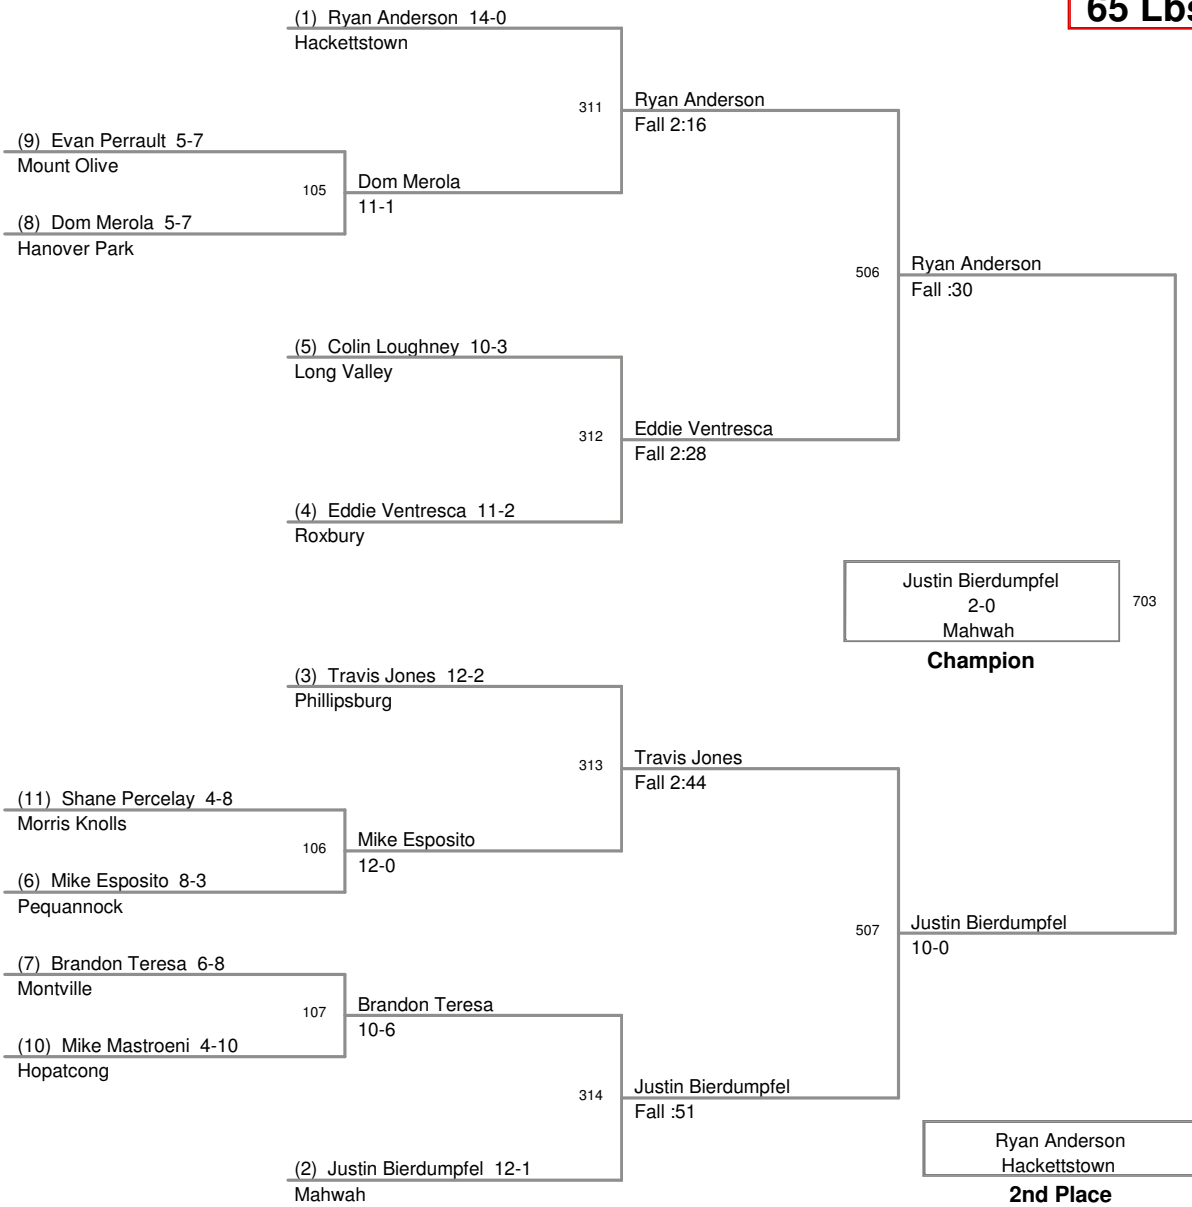 65 Lbs
(1) Ryan Anderson 14-0
Hackettstown
311
Ryan Anderson
Fall 2:16
(9) Evan Perrault 5-7
Mount Olive
105
Dom Merola
11-1
(8) Dom Merola 5-7
Hanover Park
506
Ryan Anderson
Fall :30
(5) Colin Loughney 10-3
Long Valley
312
Eddie Ventresca
Fall 2:28
(4) Eddie Ventresca 11-2
Roxbury
Justin Bierdumpfel
2-0
Mahwah
703
Champion
(3) Travis Jones 12-2
Phillipsburg
313
Travis Jones
Fall 2:44
(11) Shane Percelay 4-8
Morris Knolls
106
Mike Esposito
12-0
(6) Mike Esposito 8-3
Pequannock
507
Justin Bierdumpfel
10-0
(7) Brandon Teresa 6-8
Montville
107
Brandon Teresa
10-6
(10) Mike Mastroeni 4-10
Hopatcong
314
Justin Bierdumpfel
Fall :51
(2) Justin Bierdumpfel 12-1
Mahwah
Ryan Anderson
Hackettstown
2nd Place